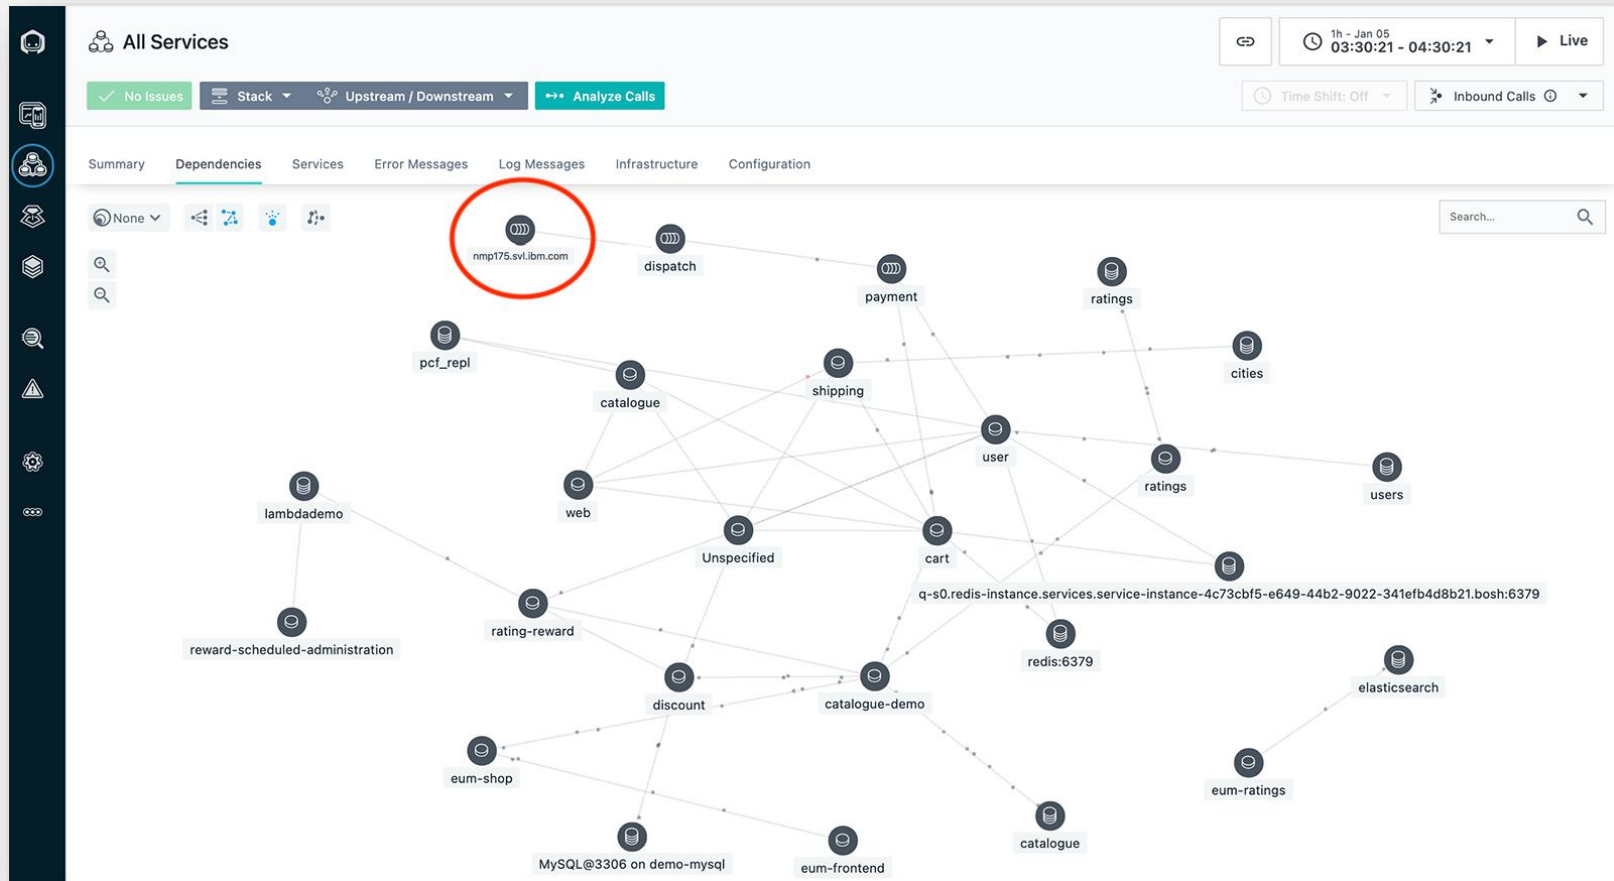 All Services
1h - Jan 05
03:30:21 - 04:30:21
Live
No Issues
Stack
Upstream / Downstream
Analyze Calls
Time Shift: Off
Inbound Calls
Summary
Dependencies
Services
Error Messages
Log Messages
Infrastructure
Configuration
None
Search...
nmp175.svl.ibm.com
dispatch
payment
ratings
pcf_repl
cities
shipping
catalogue
user
ratings
users
web
lambdademo
Unspecified
cart
q-s0.redis-instance.services.service-instance-4c73cbf5-e649-44b2-9022-341efb4d8b21.bosh:6379
rating-reward
reward-scheduled-administration
redis:6379
elasticsearch
discount
catalogue-demo
eum-shop
eum-ratings
catalogue
MySQL@3306 on demo-mysql
eum-frontend